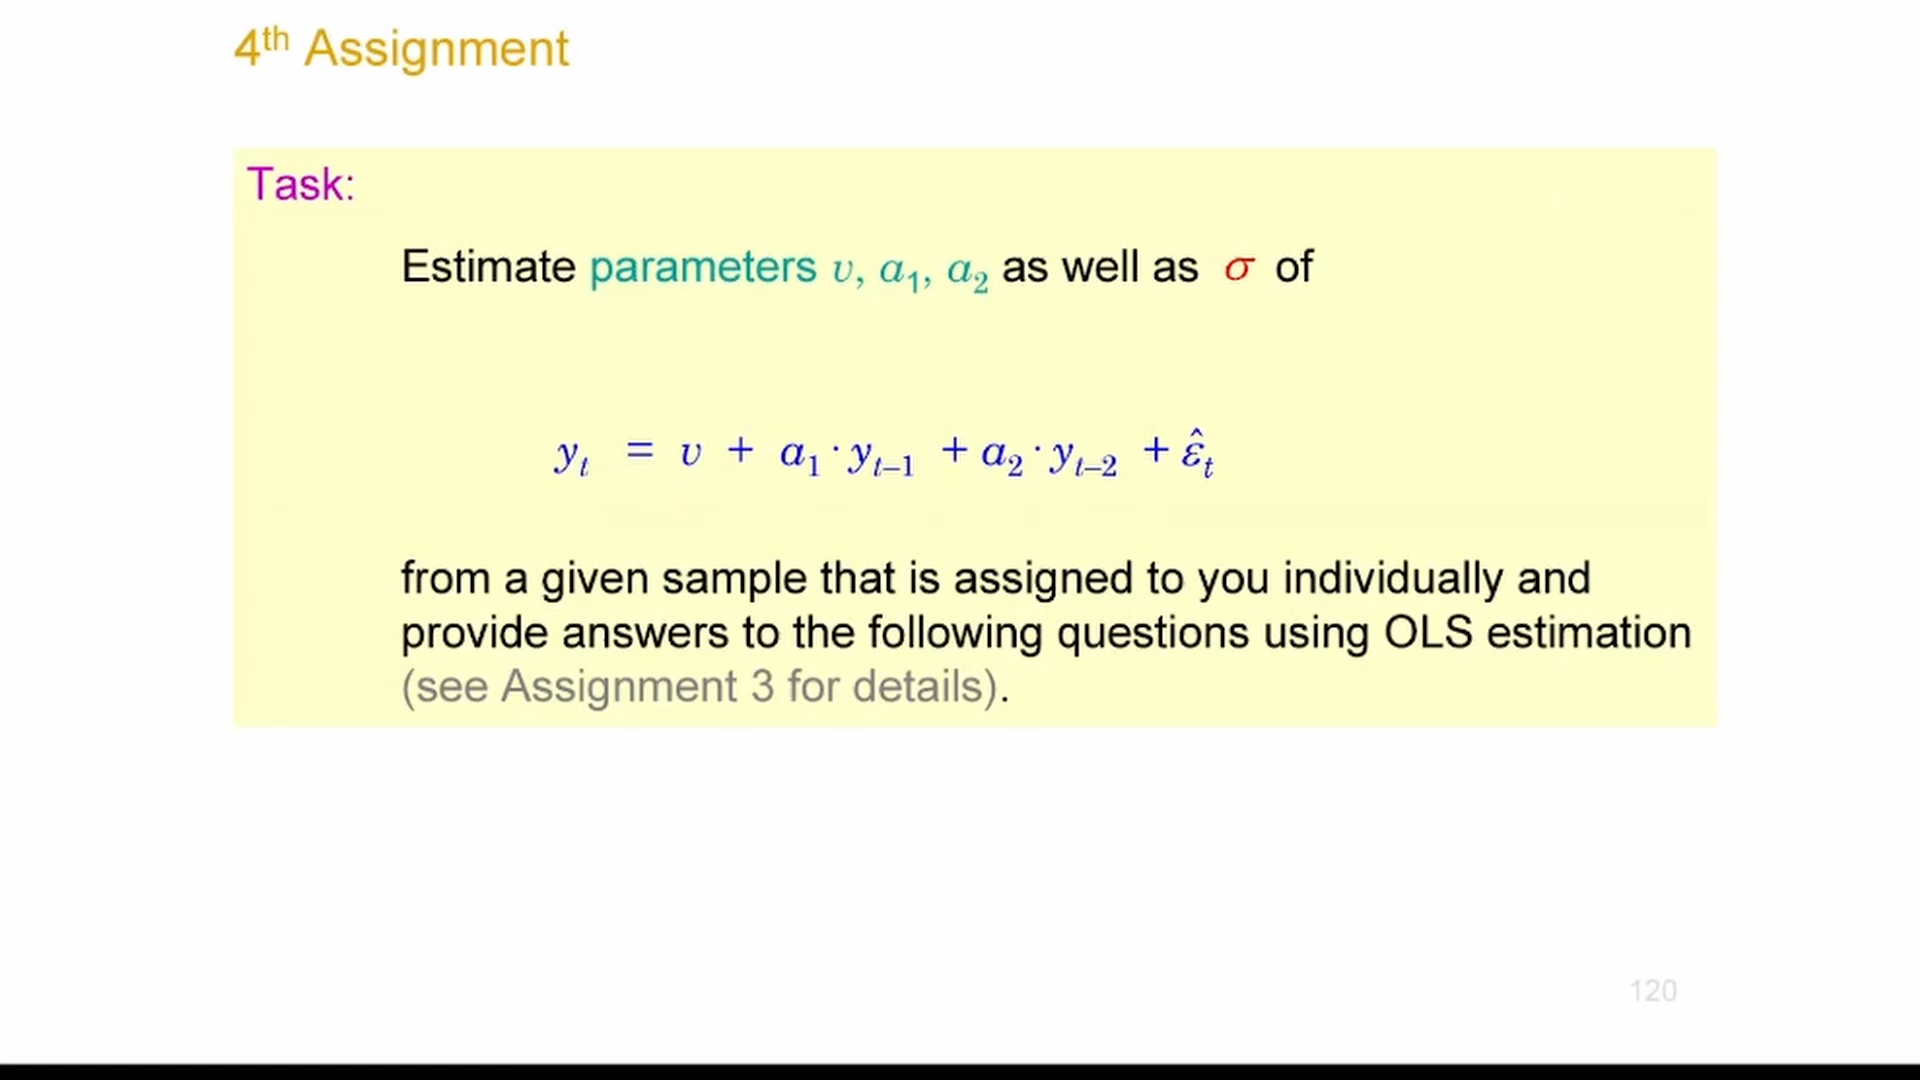 4th Assignment
Task:
Estimate parameters υ, a1, a2 as well as σ of
yt = υ + a1 · yt–1 + a2 · yt–2 + ε̂t
from a given sample that is assigned to you individually and
provide answers to the following questions using OLS estimation
(see Assignment 3 for details).
120